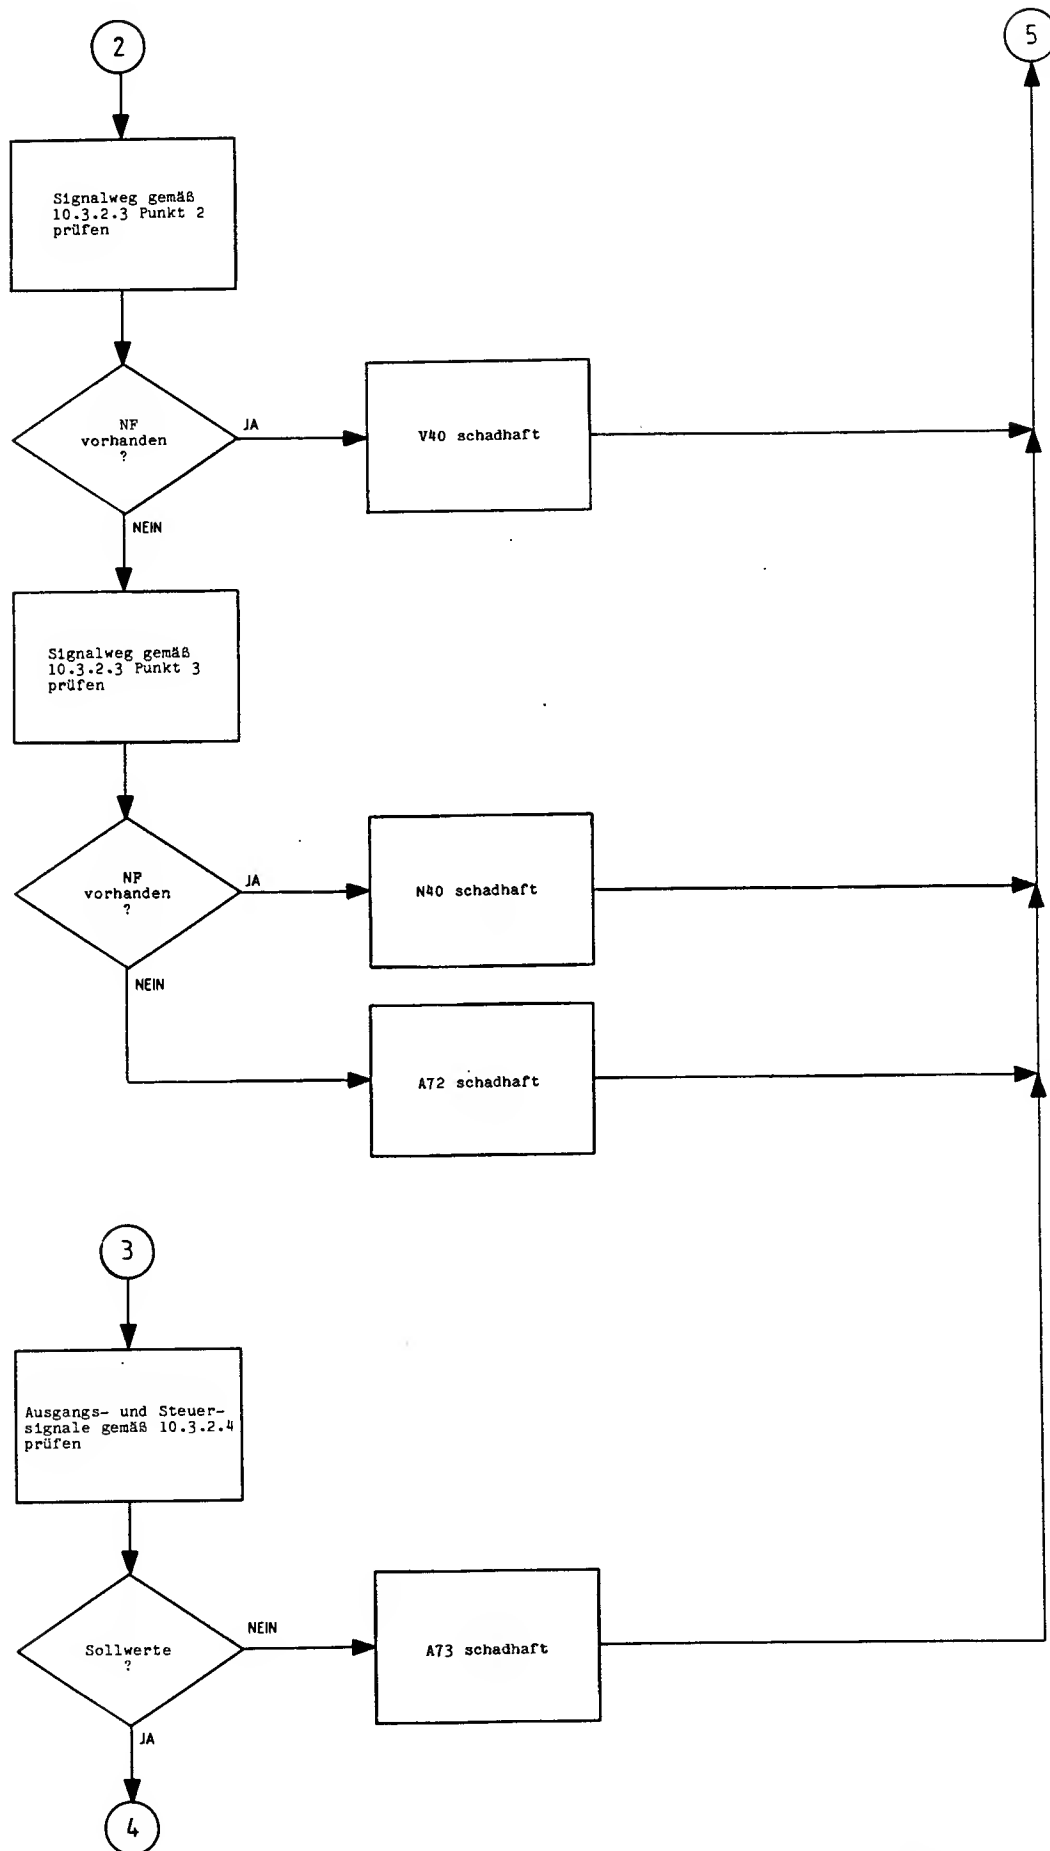 2
5
Signalweg gemäß
10.3.2.3 Punkt 2
prüfen
NF
vorhanden
?
JA
V40 schadhaft
NEIN
Signalweg gemäß
10.3.2.3 Punkt 3
prüfen
NF
vorhanden
?
JA
N40 schadhaft
NEIN
A72 schadhaft
3
Ausgangs- und Steuer-
signale gemäß 10.3.2.4
prüfen
Sollwerte
?
NEIN
A73 schadhaft
JA
4